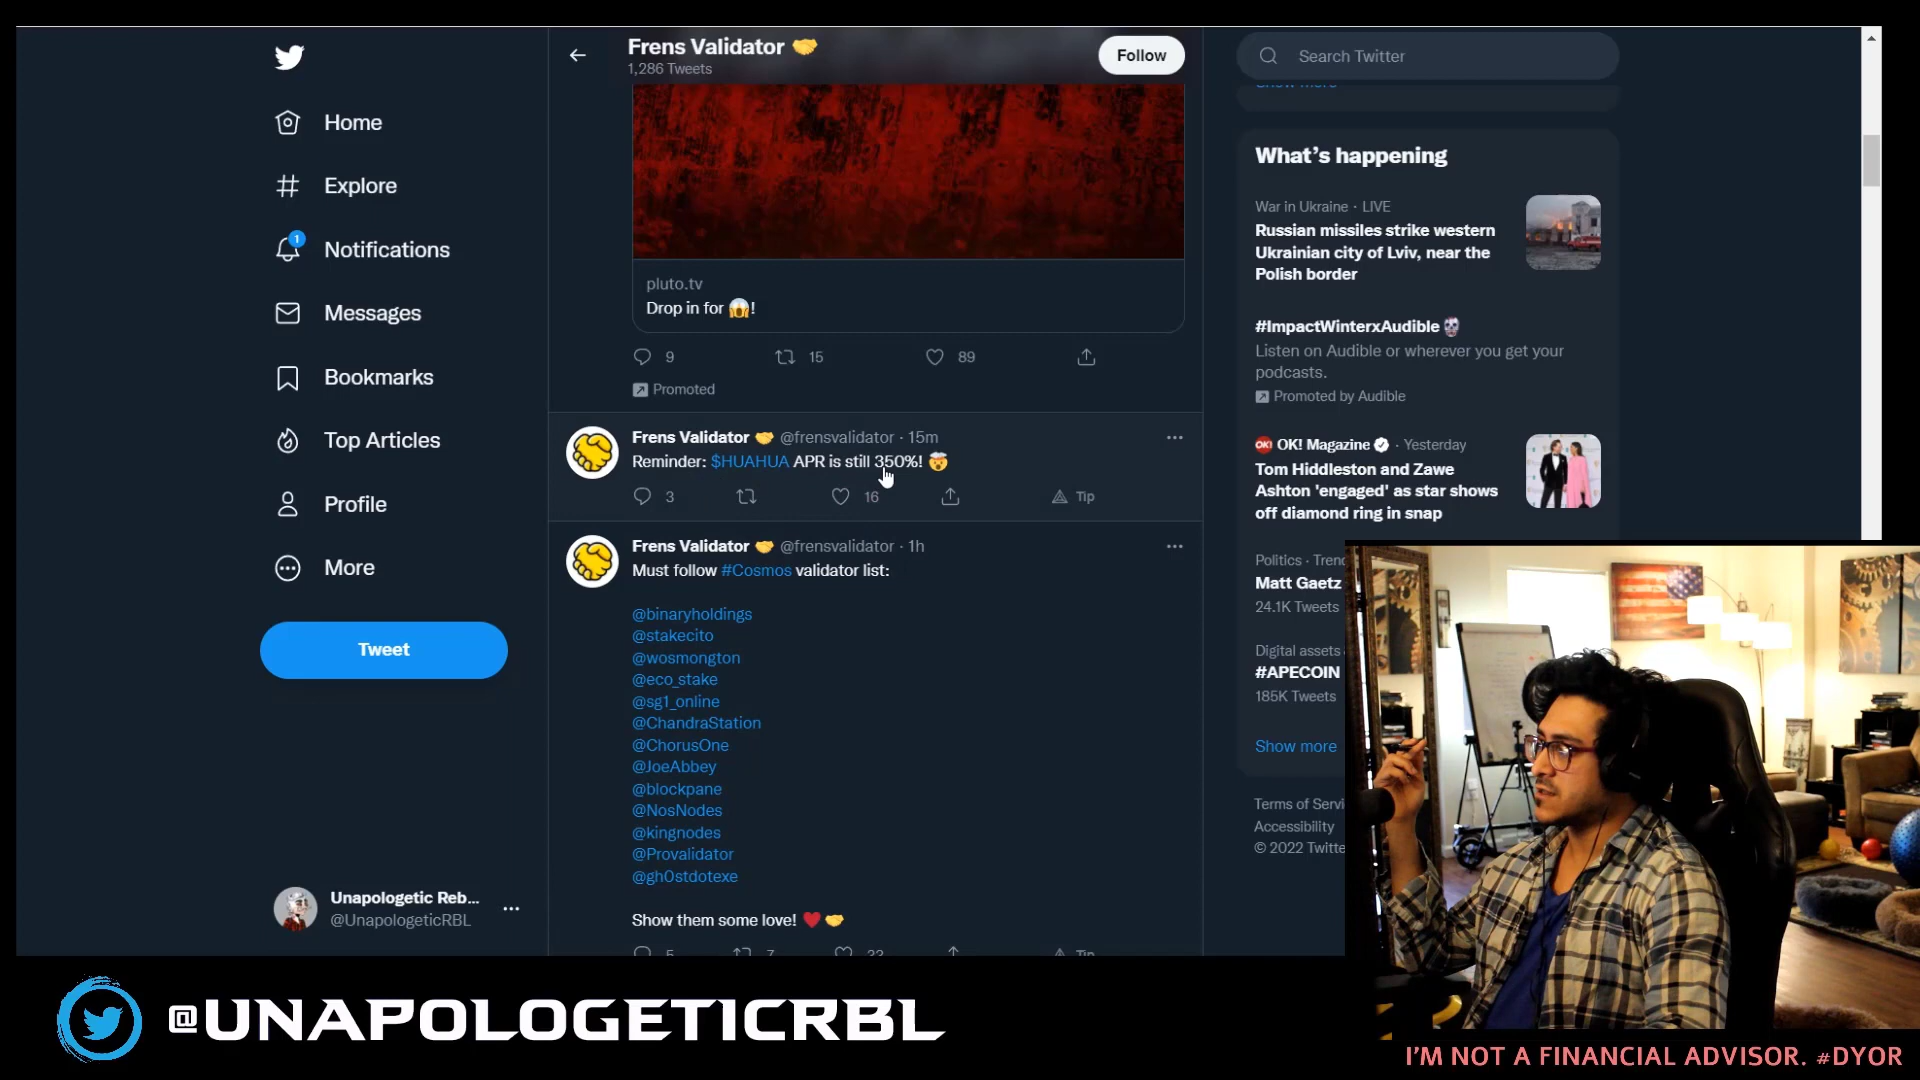 Home
Explore
1
Notifications
Messages
Bookmarks
Top Articles
Profile
More
Tweet
Unapologetic Reb...
@UnapologeticRBL
Frens Validator
1,286 Tweets
Follow
pluto.tv
Drop in for 😱!
9 15 89
Promoted
Frens Validator 🤝 @frensvalidator · 15m
Reminder: $HUAHUA APR is still 350%! 🤯
3 16 Tip
Frens Validator 🤝 @frensvalidator · 1h
Must follow #Cosmos validator list:
@binaryholdings
@stakecito
@wosmongton
@eco_stake
@sg1_online
@ChandraStation
@ChorusOne
@JoeAbbey
@blockpane
@NosNodes
@kingnodes
@Provalidator
@gh0stdotexe
Show them some love! ❤️🤝
5 7 22 Tip
Search Twitter
Show more
What's happening
War in Ukraine · LIVE
Russian missiles strike western
Ukrainian city of Lviv, near the
Polish border
#ImpactWinterxAudible
Listen on Audible or wherever you get your
podcasts.
Promoted by Audible
OK! OK! Magazine · Yesterday
Tom Hiddleston and Zawe
Ashton 'engaged' as star shows
off diamond ring in snap
Politics · Tren
Matt Gaetz
24.1K Tweets
Digital assets
#APECOIN
185K Tweets
Show more
Terms of Servi
Accessibility
© 2022 Twitte
@UNAPOLOGETICRBL
I'M NOT A FINANCIAL ADVISOR. #DYOR